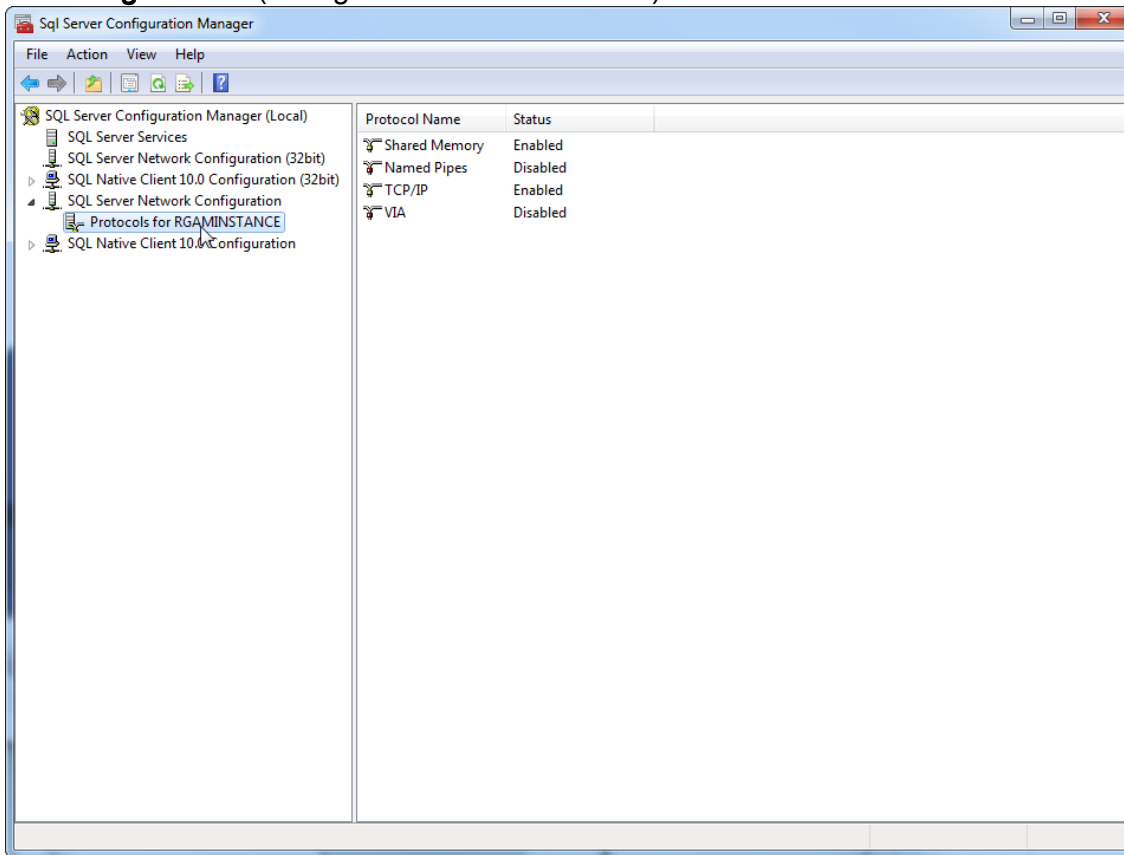 Sql Server Configuration Manager
File Action View Help
SQL Server Configuration Manager (Local)
SQL Server Services
SQL Server Network Configuration (32bit)
SQL Native Client 10.0 Configuration (32bit)
SQL Server Network Configuration
Protocols for RGAMINSTANCE
SQL Native Client 10.0 Configuration
Protocol Name Status
Shared Memory Enabled
Named Pipes Disabled
TCP/IP Enabled
VIA Disabled